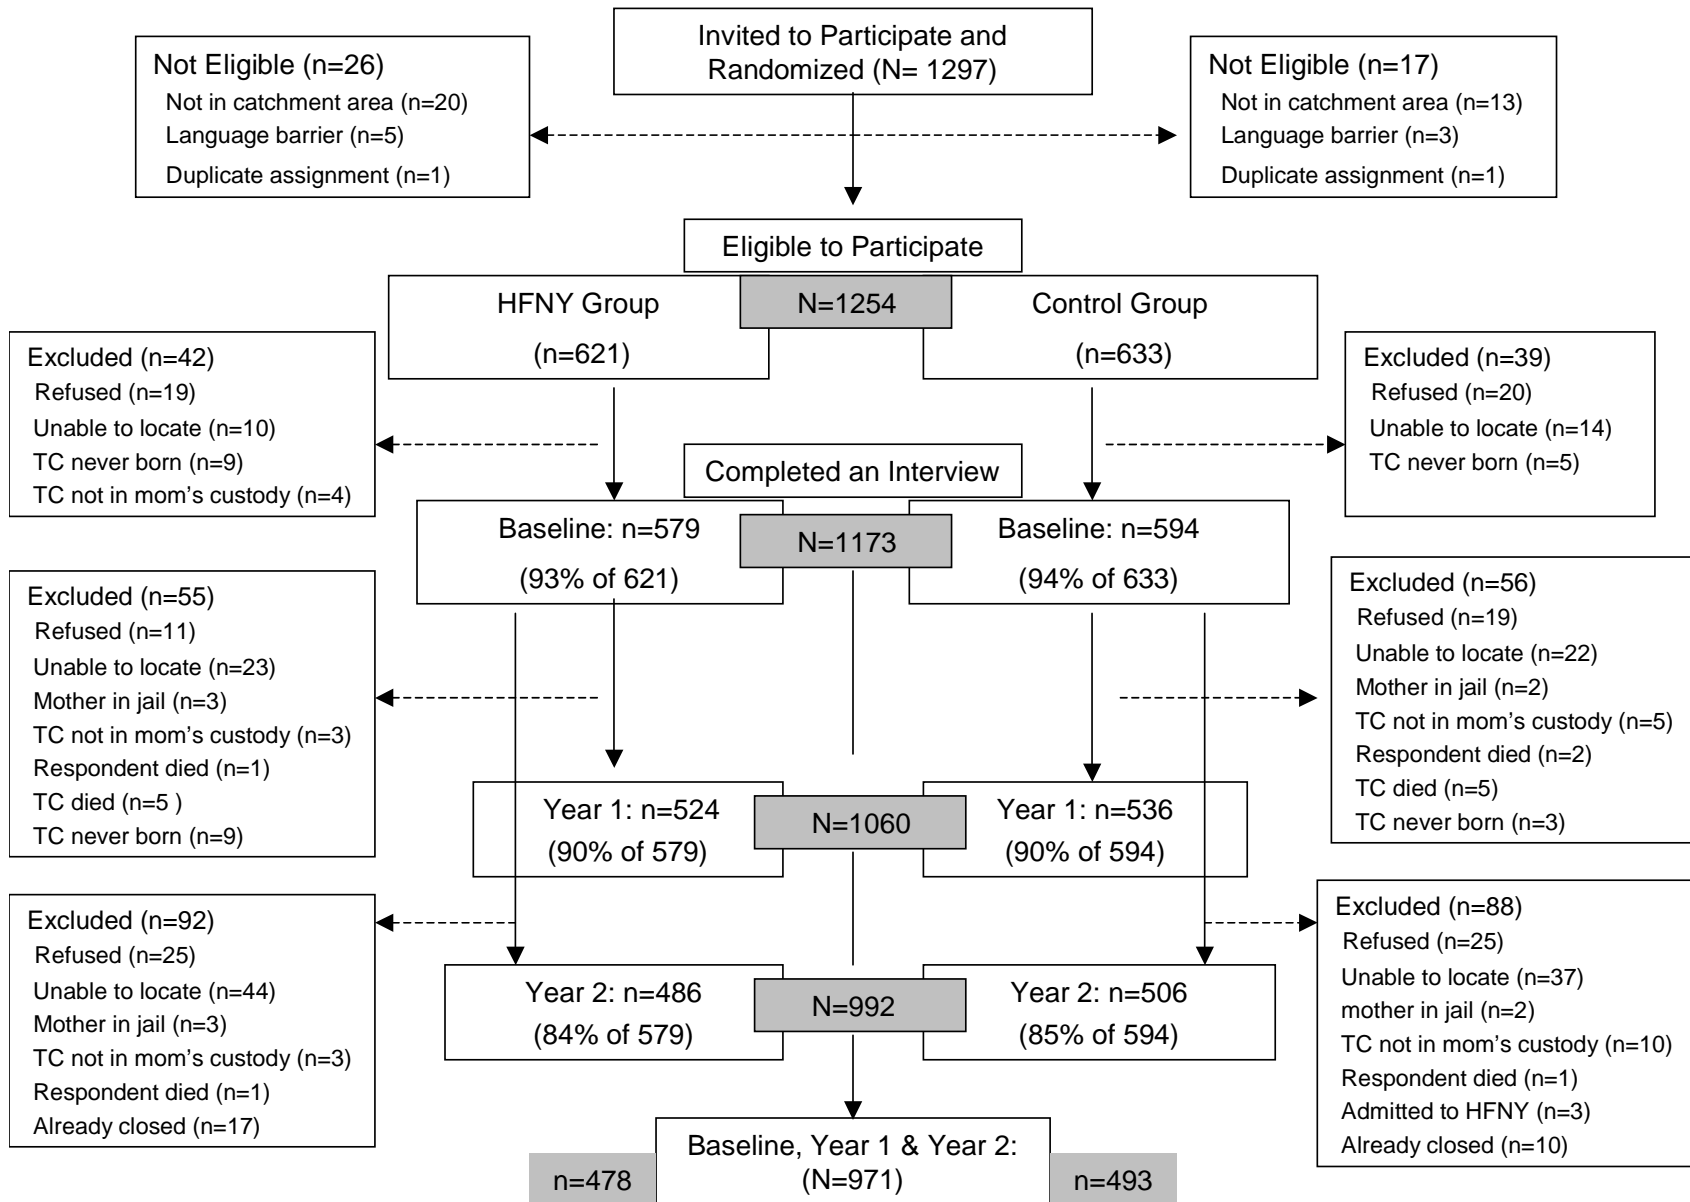 Invited to Participate and
Randomized (N= 1297)
Not Eligible (n=26)
Not in catchment area (n=20)
Language barrier (n=5)
Duplicate assignment (n=1)
Not Eligible (n=17)
Not in catchment area (n=13)
Language barrier (n=3)
Duplicate assignment (n=1)
Eligible to Participate
HFNY Group
(n=621)
N=1254
Control Group
(n=633)
Excluded (n=42)
Refused (n=19)
Unable to locate (n=10)
TC never born (n=9)
TC not in mom’s custody (n=4)
Excluded (n=39)
Refused (n=20)
Unable to locate (n=14)
TC never born (n=5)
Completed an Interview
Baseline: n=579
(93% of 621)
N=1173
Baseline: n=594
(94% of 633)
Excluded (n=55)
Refused (n=11)
Unable to locate (n=23)
Mother in jail (n=3)
TC not in mom’s custody (n=3)
Respondent died (n=1)
TC died (n=5 )
TC never born (n=9)
Excluded (n=56)
Refused (n=19)
Unable to locate (n=22)
Mother in jail (n=2)
TC not in mom’s custody (n=5)
Respondent died (n=2)
TC died (n=5)
TC never born (n=3)
Year 1: n=524
(90% of 579)
N=1060
Year 1: n=536
(90% of 594)
Excluded (n=92)
Refused (n=25)
Unable to locate (n=44)
Mother in jail (n=3)
TC not in mom’s custody (n=3)
Respondent died (n=1)
Already closed (n=17)
Excluded (n=88)
Refused (n=25)
Unable to locate (n=37)
mother in jail (n=2)
TC not in mom’s custody (n=10)
Respondent died (n=1)
Admitted to HFNY (n=3)
Already closed (n=10)
Year 2: n=486
(84% of 579)
N=992
Year 2: n=506
(85% of 594)
Baseline, Year 1 & Year 2:
(N=971)
n=478
n=493